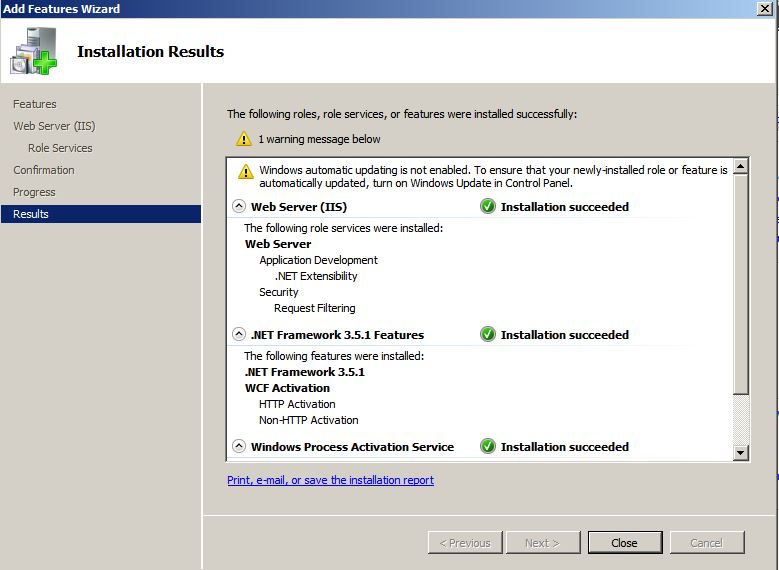 Add Features Wizard
Installation Results
Features
Web Server (IIS)
Role Services
Confirmation
Progress
Results
The following roles, role services, or features were installed successfully:
1 warning message below
Windows automatic updating is not enabled. To ensure that your newly-installed role or feature is
automatically updated, turn on Windows Update in Control Panel.
Web Server (IIS) Installation succeeded
The following role services were installed:
Web Server
Application Development
.NET Extensibility
Security
Request Filtering
.NET Framework 3.5.1 Features Installation succeeded
The following features were installed:
.NET Framework 3.5.1
WCF Activation
HTTP Activation
Non-HTTP Activation
Windows Process Activation Service Installation succeeded
Print, e-mail, or save the installation report
< Previous Next > Close Cancel